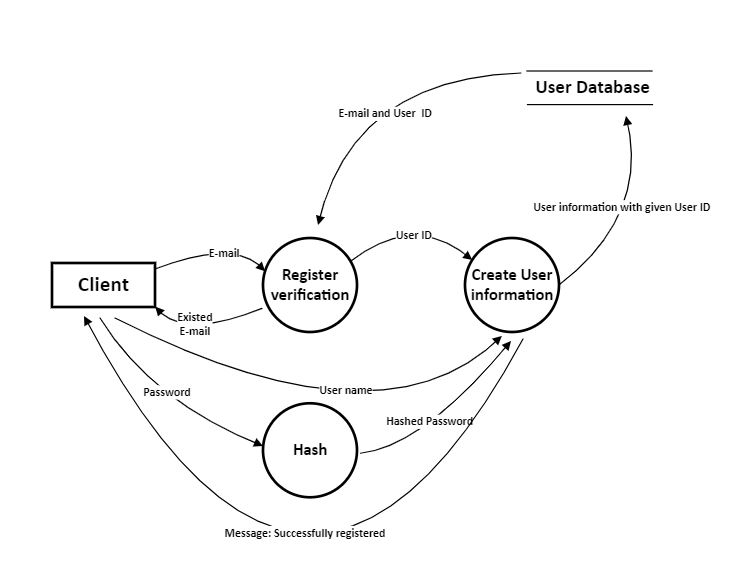 User Database
E-mail and User  ID
User information with given User ID
User ID
E-mail
Register
verification
Create User
information
Client
Existed
E-mail
User name
Password
Hashed Password
Hash
Message: Successfully registered